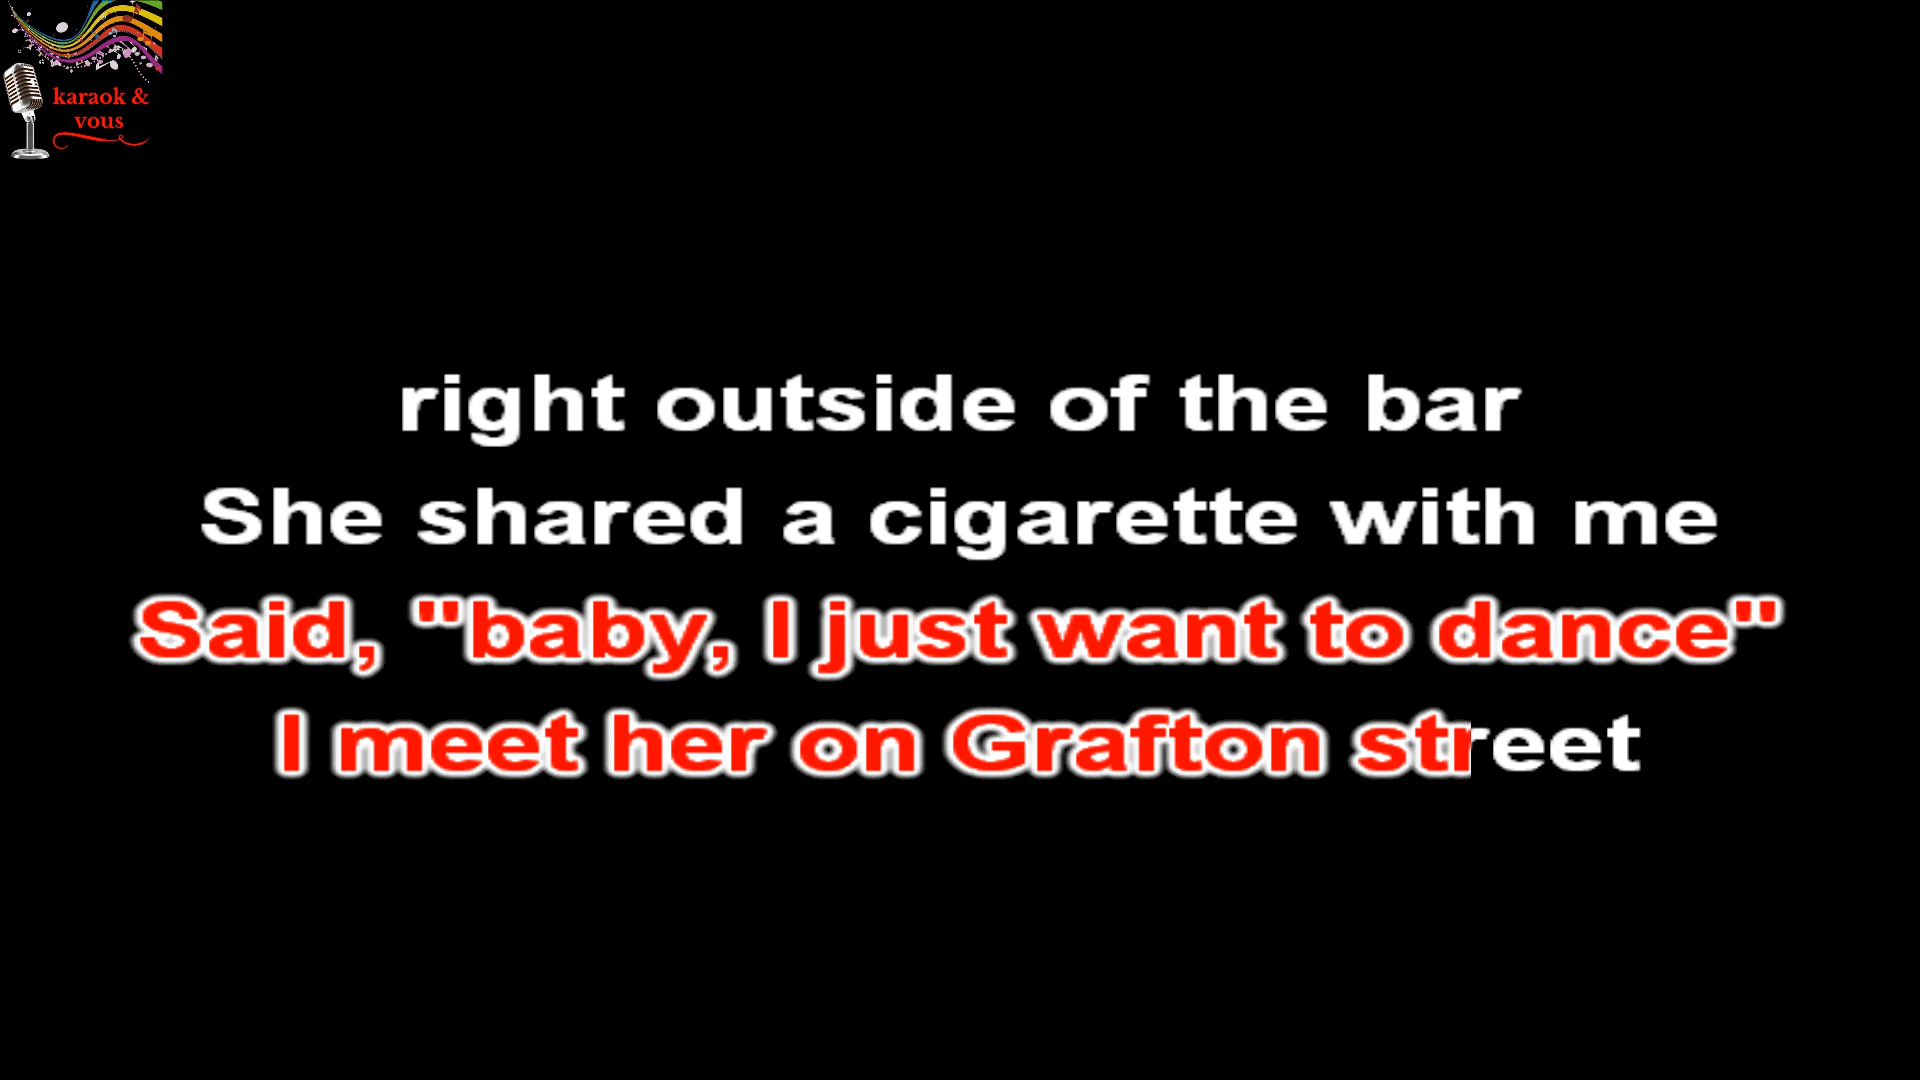 karaok &
vous
right outside of the bar
She shared a cigarette with me
Said, "baby, I just want to dance"
I meet her on Grafton street